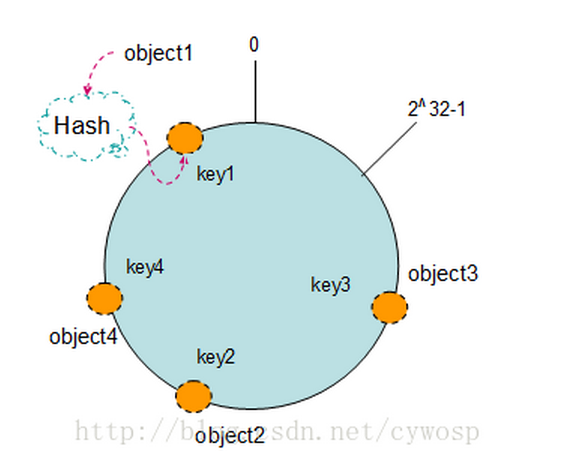 0
object1
2^32-1
Hash
key1
key4
object3
key3
object4
key2
object2
http://blog.csdn.net/cywosp